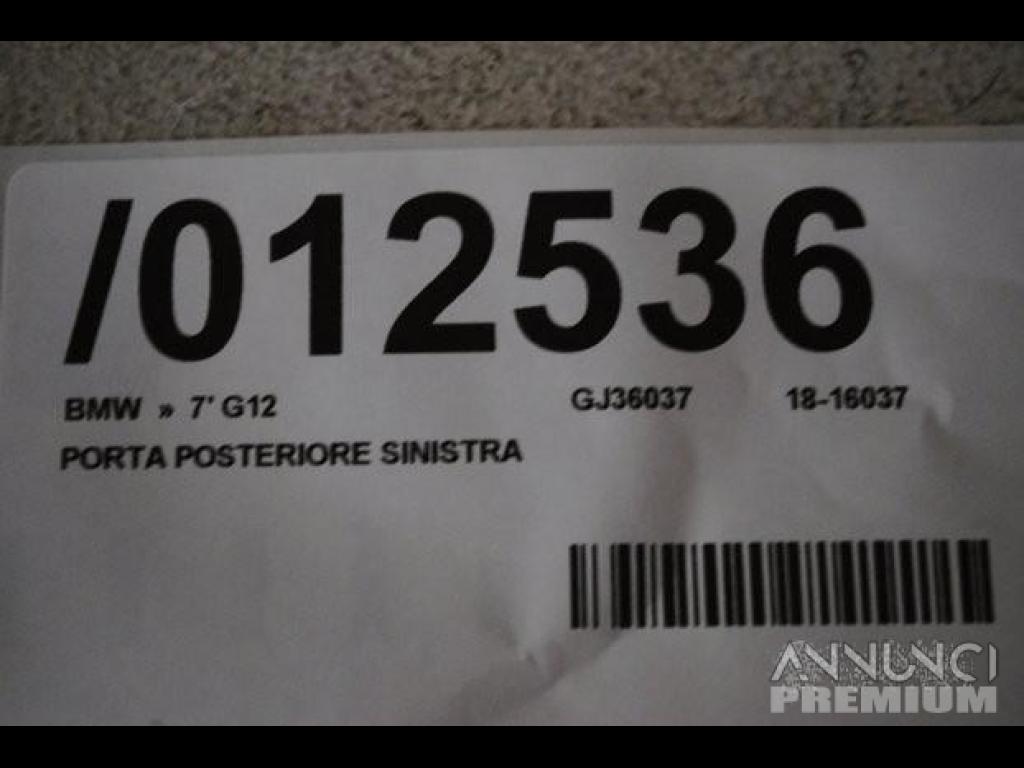 /012536
BMW » 7' G12 GJ36037 18-16037
PORTA POSTERIORE SINISTRA
ANNUNCI
PREMIUM